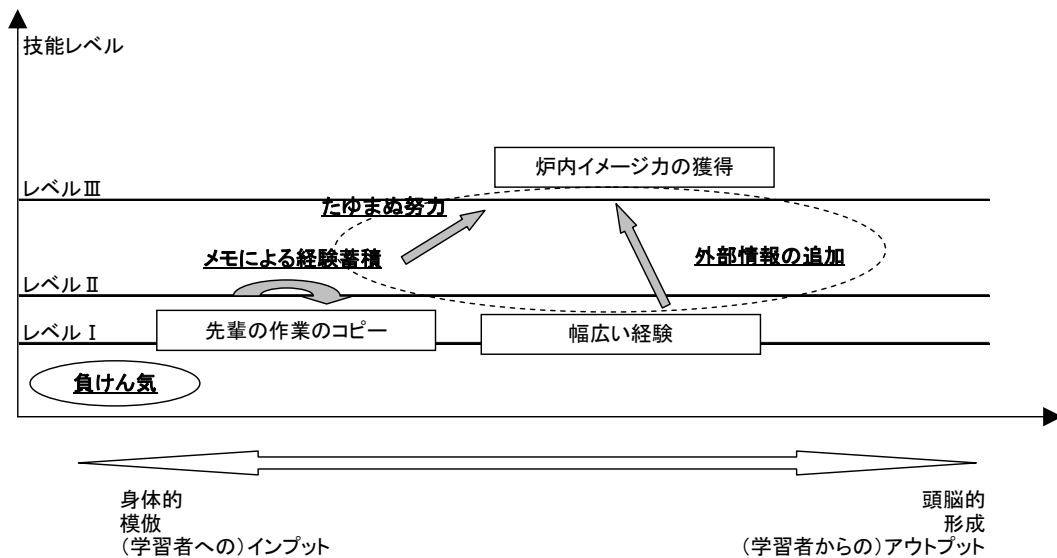 技能レベル
炉内イメージ力の獲得
レベルⅢ
たゆまぬ努力
メモによる経験蓄積
外部情報の追加
レベルⅡ
レベルⅠ
先輩の作業のコピー
幅広い経験
負けん気
身体的
模倣
(学習者への)インプット
頭脳的
形成
(学習者からの)アウトプット